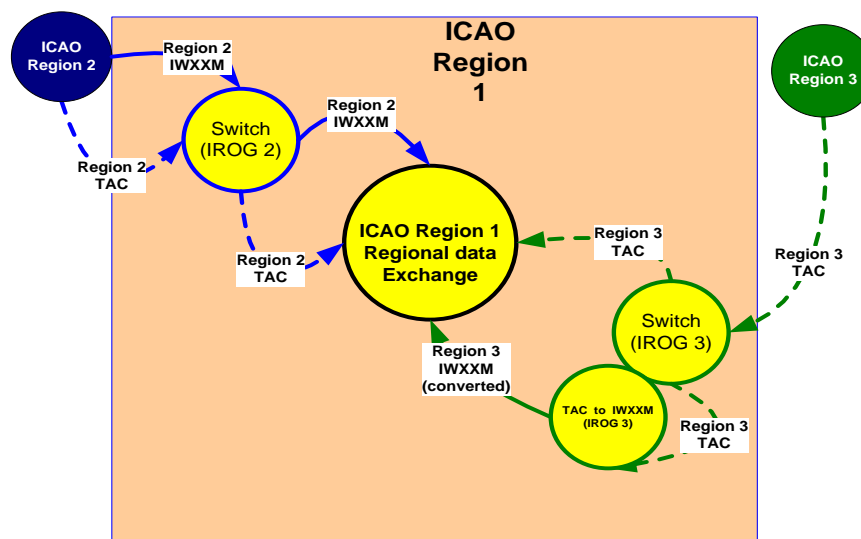 ICAO
Region
1
ICAO
Region 2
Region 2
IWXXM
ICAO
Region 3
Region 2
IWXXM
Switch
(IROG 2)
Region 2
TAC
ICAO Region 1
Regional data
Exchange
Region 2
TAC
Region 3
TAC
Region 3
TAC
Switch
(IROG 3)
Region 3
IWXXM
(converted)
TAC to IWXXM
(IROG 3)
Region 3
TAC